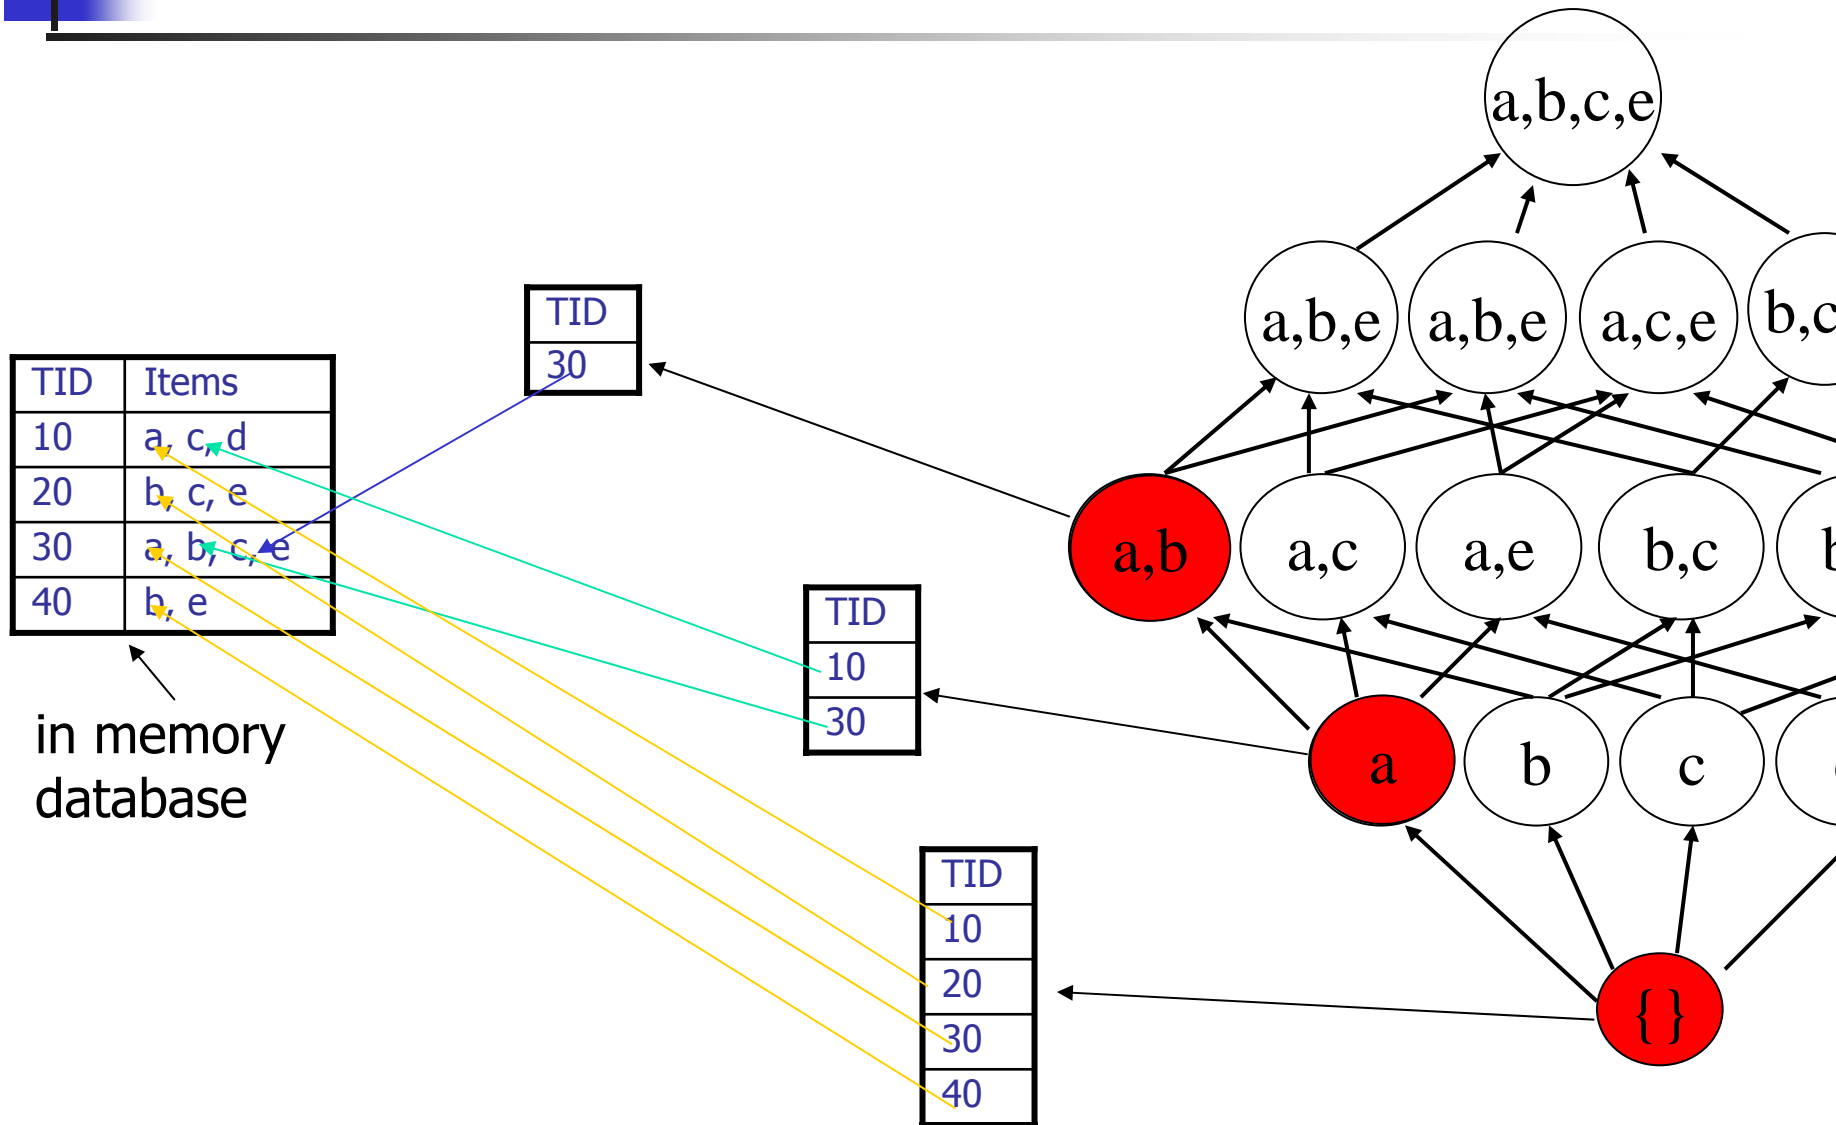 a,b,c,e
a,b,e a,b,e a,c,e b,c
TID
30
TID Items
10 a, c, d
20 b, c, e
30 a, b, c, e
40 b, e
in memory
database
a,b a,c a,e b,c
TID
10
30
a b c
TID
10
20
30
40
{}